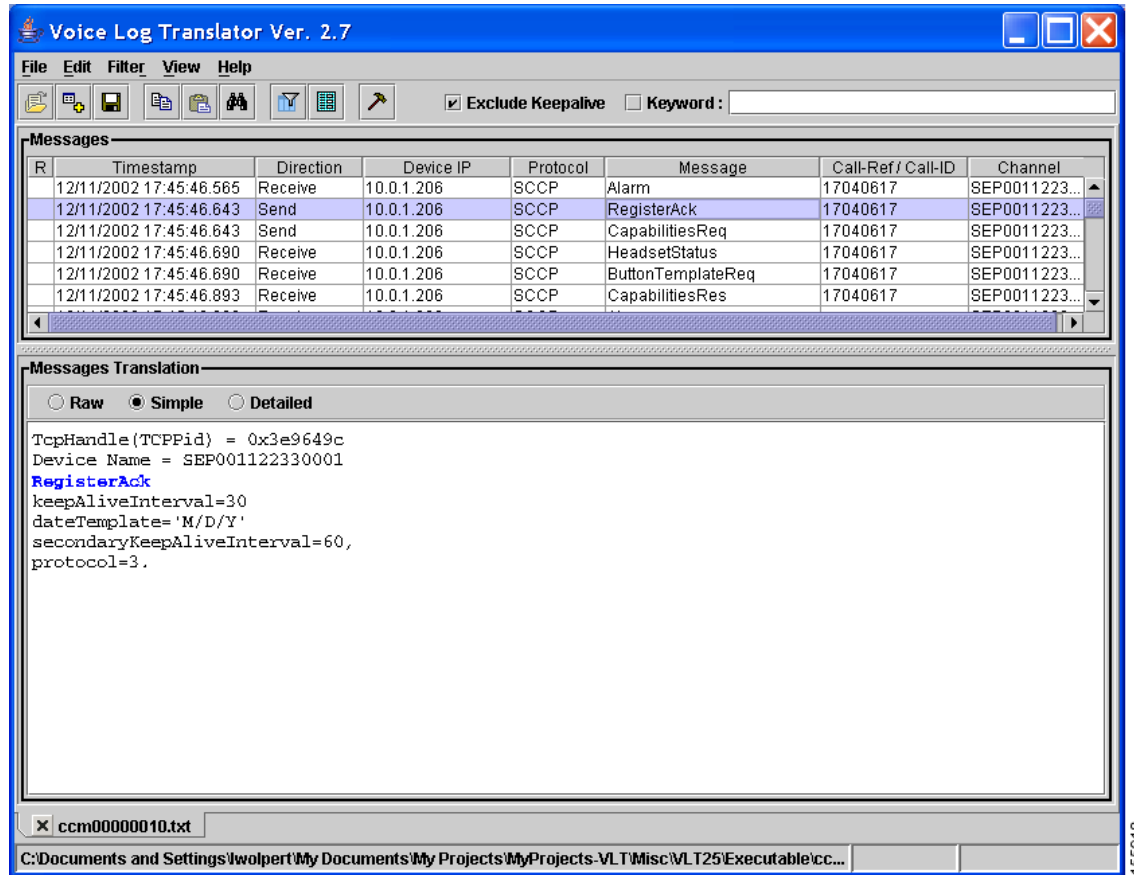 Voice Log Translator Ver. 2.7
File Edit Filter View Help
Exclude Keepalive Keyword :
Messages
R Timestamp Direction Device IP Protocol Message Call-Ref / Call-ID Channel
12/11/2002 17:45:46.565 Receive 10.0.1.206 SCCP Alarm 17040617 SEP0011223...
12/11/2002 17:45:46.643 Send 10.0.1.206 SCCP RegisterAck 17040617 SEP0011223...
12/11/2002 17:45:46.643 Send 10.0.1.206 SCCP CapabilitiesReq 17040617 SEP0011223...
12/11/2002 17:45:46.690 Receive 10.0.1.206 SCCP HeadsetStatus 17040617 SEP0011223...
12/11/2002 17:45:46.690 Receive 10.0.1.206 SCCP ButtonTemplateReq 17040617 SEP0011223...
12/11/2002 17:45:46.893 Receive 10.0.1.206 SCCP CapabilitiesRes 17040617 SEP0011223...
Messages Translation
Raw Simple Detailed
TcpHandle(TCPPid) = 0x3e9649c
Device Name = SEP001122330001
RegisterAck
keepAliveInterval=30
dateTemplate='M/D/Y'
secondaryKeepAliveInterval=60,
protocol=3.
ccm00000010.txt
C:\Documents and Settings\lwolpert\My Documents\My Projects\MyProjects-VLT\Misc\VLT25\Executable\cc...